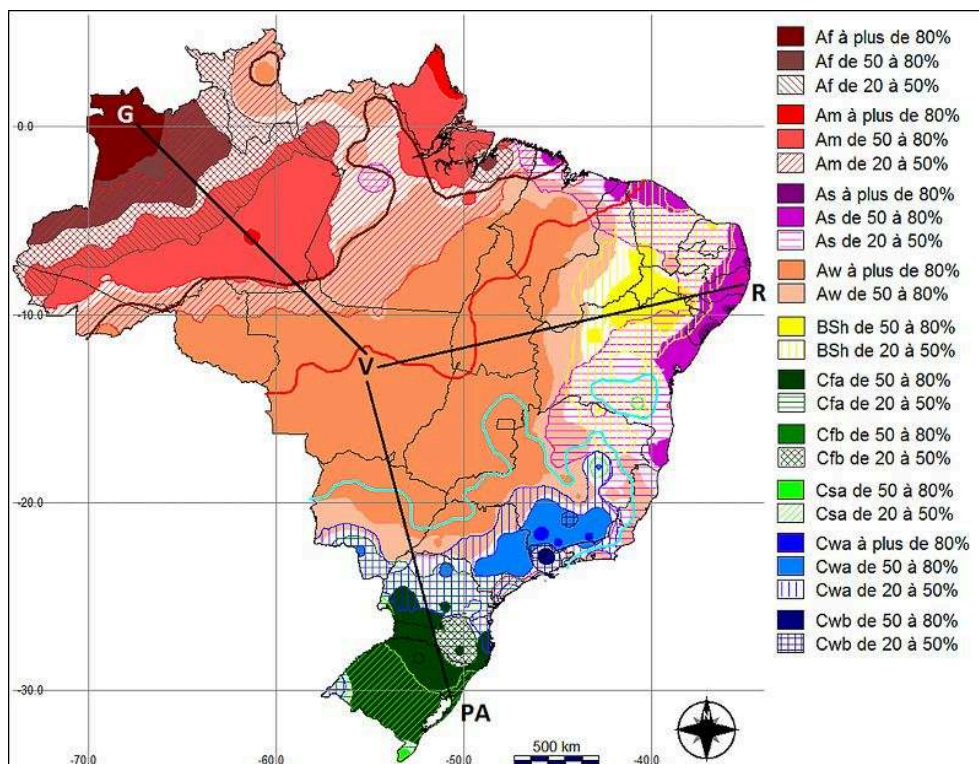 Af à plus de 80%
Af de 50 à 80%
Af de 20 à 50%
Am à plus de 80%
Am de 50 à 80%
Am de 20 à 50%
As à plus de 80%
As de 50 à 80%
As de 20 à 50%
Aw à plus de 80%
Aw de 50 à 80%
BSh de 50 à 80%
BSh de 20 à 50%
Cfa de 50 à 80%
Cfa de 20 à 50%
Cfb de 50 à 80%
Cfb de 20 à 50%
Csa de 50 à 80%
Csa de 20 à 50%
Cwa à plus de 80%
Cwa de 50 à 80%
Cwa de 20 à 50%
Cwb de 50 à 80%
Cwb de 20 à 50%
G
0.0
R
-10.0
V
-20.0
-30.0
PA
500 km
-70.0 -60.0 -50.0 -40.0